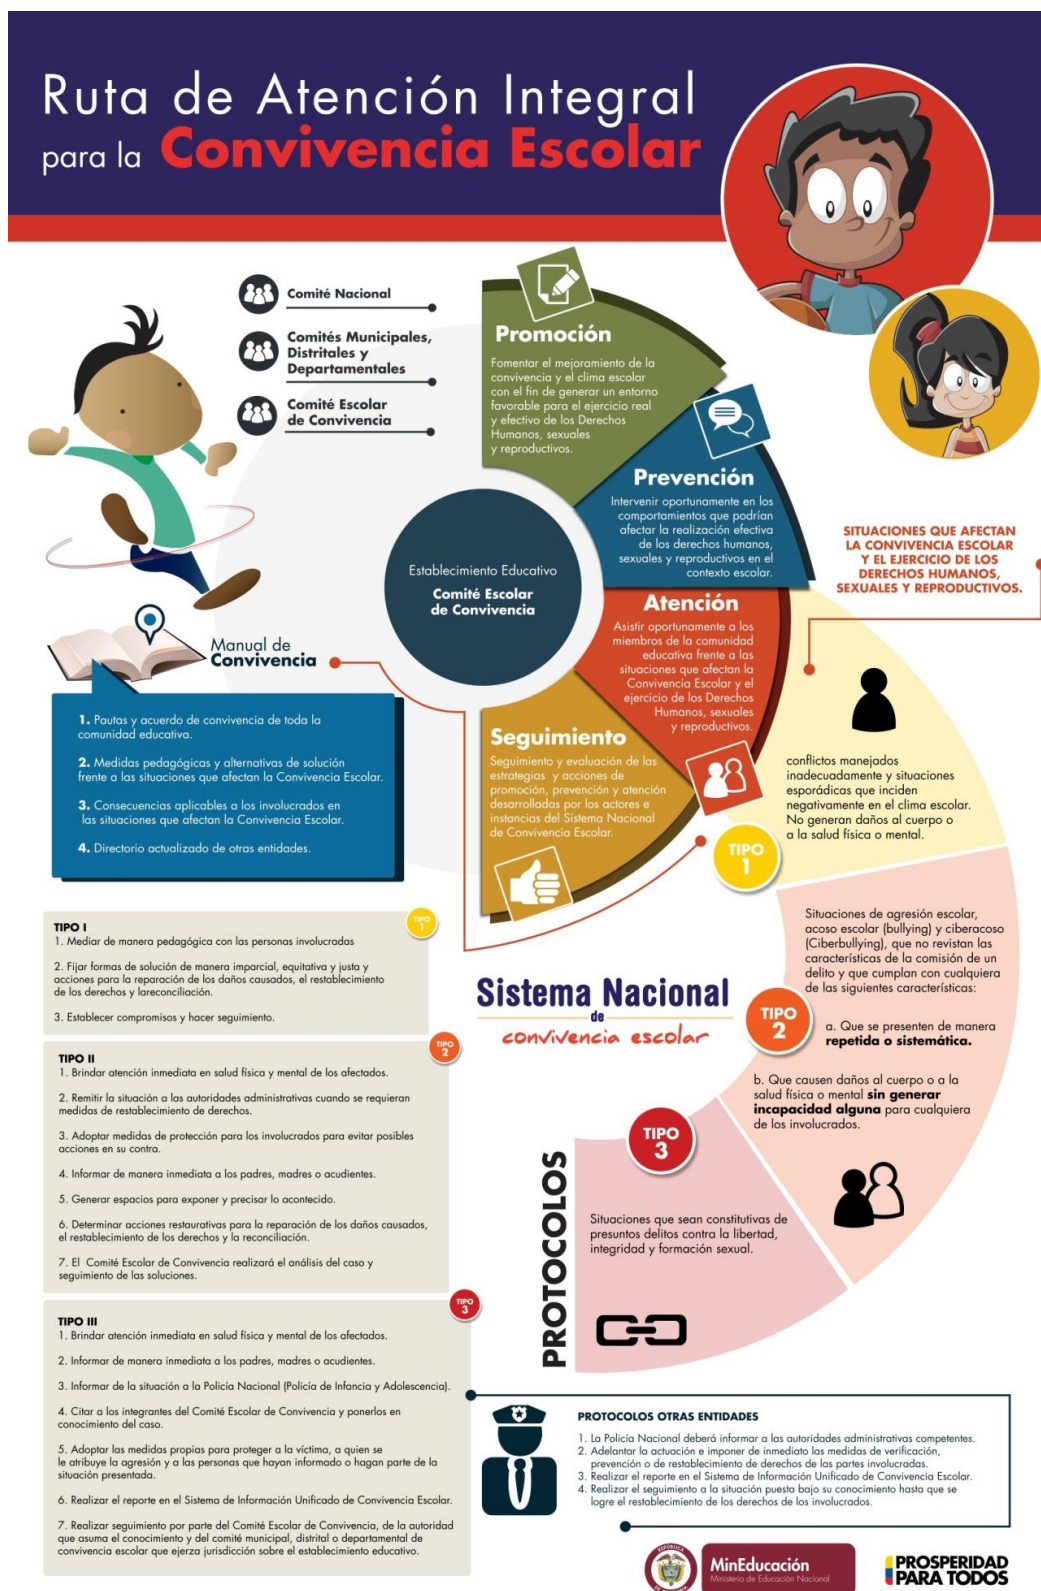 Ruta de Atención Integral
para la Convivencia Escolar
Comité Nacional
Comités Municipales,
Distritales y
Departamentales
Comité Escolar
de Convivencia
Promoción
Fomentar el mejoramiento de la
convivencia y el clima escolar
con el fin de generar un entorno
favorable para el ejercicio real
y efectivo de los Derechos
Humanos, sexuales
y reproductivos.
Prevención
Intervenir oportunamente en los
comportamientos que podrían
afectar la realización efectiva
de los derechos humanos,
sexuales y reproductivos en el
contexto escolar.
Establecimiento Educativo
Comité Escolar
de Convivencia
Atención
Asistir oportunamente a los
miembros de la comunidad
educativa frente a las
situaciones que afectan la
Convivencia Escolar y el
ejercicio de los Derechos
Humanos, sexuales
y reproductivos.
Seguimiento
Seguimiento y evaluación de las
estrategias y acciones de
promoción, prevención y atención
desarrolladas por los actores e
instancias del Sistema Nacional
de Convivencia Escolar.
SITUACIONES QUE AFECTAN
LA CONVIVENCIA ESCOLAR
Y EL EJERCICIO DE LOS
DERECHOS HUMANOS,
SEXUALES Y REPRODUCTIVOS.
Manual de
Convivencia
1. Pautas y acuerdo de convivencia de toda la
comunidad educativa.
2. Medidas pedagógicas y alternativas de solución
frente a las situaciones que afectan la Convivencia Escolar.
3. Consecuencias aplicables a los involucrados en
las situaciones que afectan la Convivencia Escolar.
4. Directorio actualizado de otras entidades.
conflictos manejados
inadecuadamente y situaciones
esporádicas que inciden
negativamente en el clima escolar.
No generan daños al cuerpo o
a la salud física o mental.
TIPO
1
Situaciones de agresión escolar,
acoso escolar (bullying) y ciberacoso
(Ciberbullying), que no revistan las
características de la comisión de un
delito y que cumplan con cualquiera
de las siguientes características:
TIPO
2
a. Que se presenten de manera
repetida o sistemática.
b. Que causen daños al cuerpo o a la
salud física o mental sin generar
incapacidad alguna para cualquiera
de los involucrados.
Sistema Nacional
de
convivencia escolar
TIPO
3
Situaciones que sean constitutivas de
presuntos delitos contra la libertad,
integridad y formación sexual.
PROTOCOLOS
TIPO
1
TIPO I
1. Mediar de manera pedagógica con las personas involucradas
2. Fijar formas de solución de manera imparcial, equitativa y justa y
acciones para la reparación de los daños causados, el restablecimiento
de los derechos y lareconciliación.
3. Establecer compromisos y hacer seguimiento.
TIPO
2
TIPO II
1. Brindar atención inmediata en salud física y mental de los afectados.
2. Remitir la situación a las autoridades administrativas cuando se requieran
medidas de restablecimiento de derechos.
3. Adoptar medidas de protección para los involucrados para evitar posibles
acciones en su contra.
4. Informar de manera inmediata a los padres, madres o acudientes.
5. Generar espacios para exponer y precisar lo acontecido.
6. Determinar acciones restaurativas para la reparación de los daños causados,
el restablecimiento de los derechos y la reconciliación.
7. El Comité Escolar de Convivencia realizará el análisis del caso y
seguimiento de las soluciones.
TIPO
3
TIPO III
1. Brindar atención inmediata en salud física y mental de los afectados.
2. Informar de manera inmediata a los padres, madres o acudientes.
3. Informar de la situación a la Policía Nacional (Policía de Infancia y Adolescencia).
4. Citar a los integrantes del Comité Escolar de Convivencia y ponerlos en
conocimiento del caso.
5. Adoptar las medidas propias para proteger a la víctima, a quien se
le atribuye la agresión y a las personas que hayan informado o hagan parte de la
situación presentada.
6. Realizar el reporte en el Sistema de Información Unificado de Convivencia Escolar.
7. Realizar seguimiento por parte del Comité Escolar de Convivencia, de la autoridad
que asuma el conocimiento y del comité municipal, distrital o departamental de
convivencia escolar que ejerza jurisdicción sobre el establecimiento educativo.
PROTOCOLOS OTRAS ENTIDADES
1. La Policía Nacional deberá informar a las autoridades administrativas competentes.
2. Adelantar la actuación e imponer de inmediato las medidas de verificación,
prevención o de restablecimiento de derechos de las partes involucradas.
3. Realizar el reporte en el Sistema de Información Unificado de Convivencia Escolar.
4. Realizar el seguimiento a la situación puesta bajo su conocimiento hasta que se
logre el restablecimiento de los derechos de los involucrados.
MinEducación
Ministerio de Educación Nacional
PROSPERIDAD
PARA TODOS